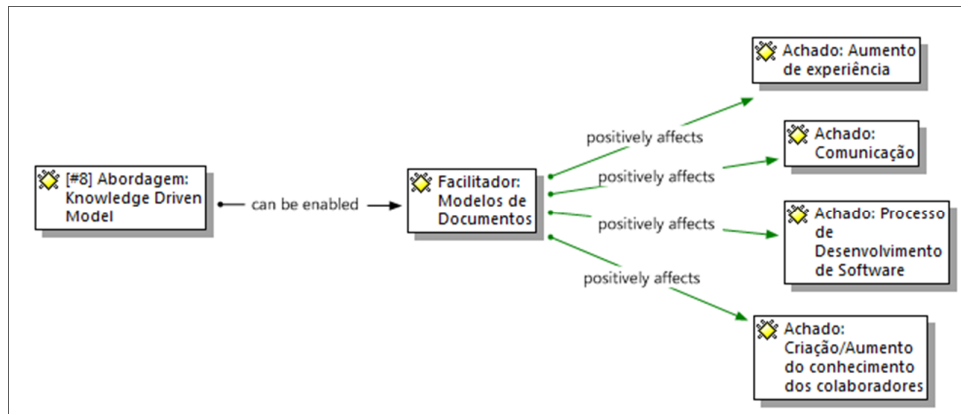 [#8] Abordagem:
Knowledge Driven
Model
can be enabled
Facilitador:
Modelos de
Documentos
positively affects
positively affects
positively affects
positively affects
Achado: Aumento
de experiência
Achado:
Comunicação
Achado: Processo
de
Desenvolvimento
de Software
Achado:
Criação/Aumento
do conhecimento
dos colaboradores